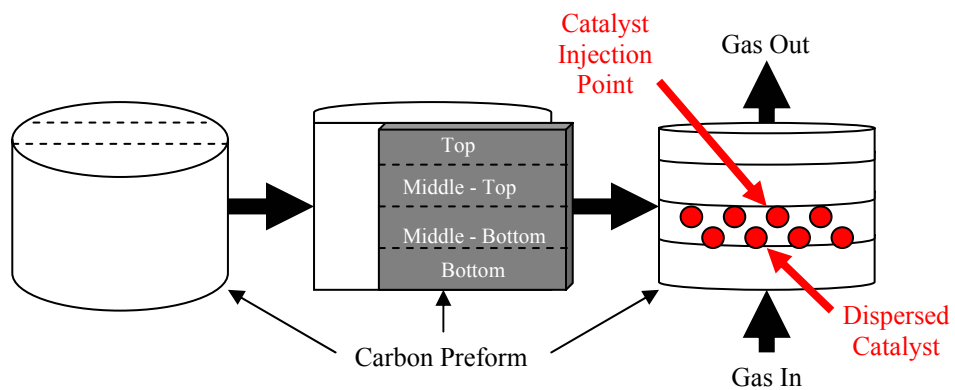 Catalyst
Injection
Point
Gas Out
Top
Middle - Top
Middle - Bottom
Bottom
Carbon Preform
Dispersed
Catalyst
Gas In